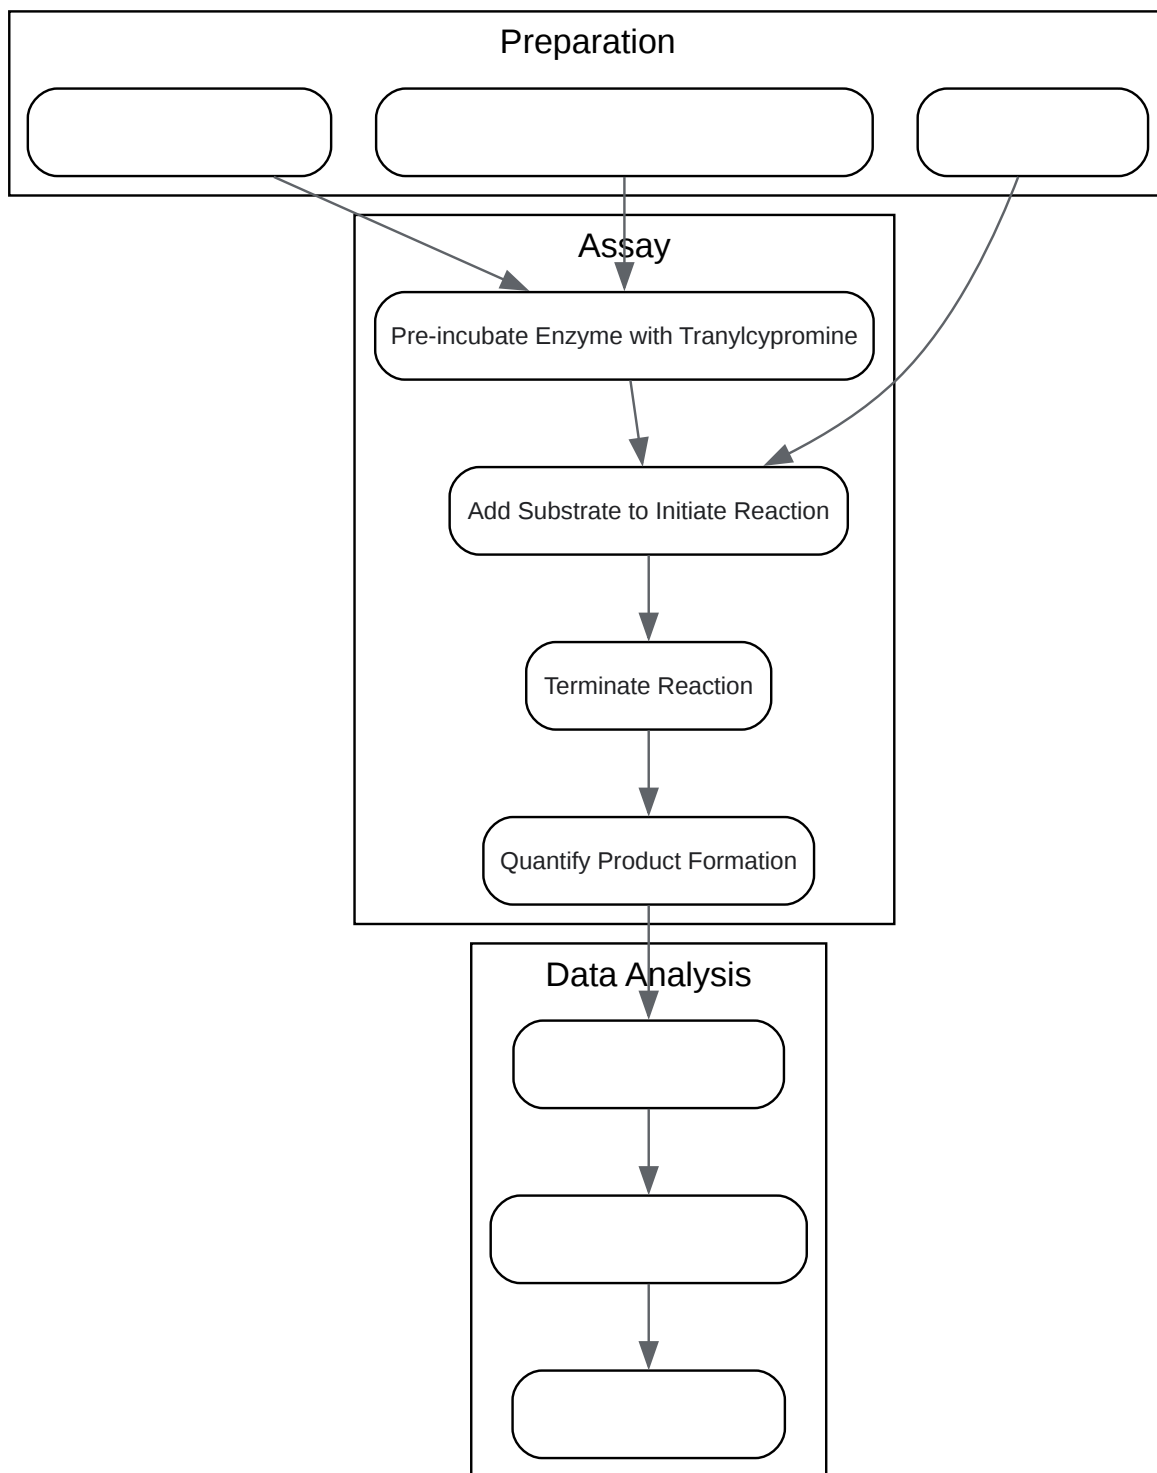 Preparation
Assay
Pre-incubate Enzyme with Tranylcypromine
Add Substrate to Initiate Reaction
Terminate Reaction
Quantify Product Formation
Data Analysis